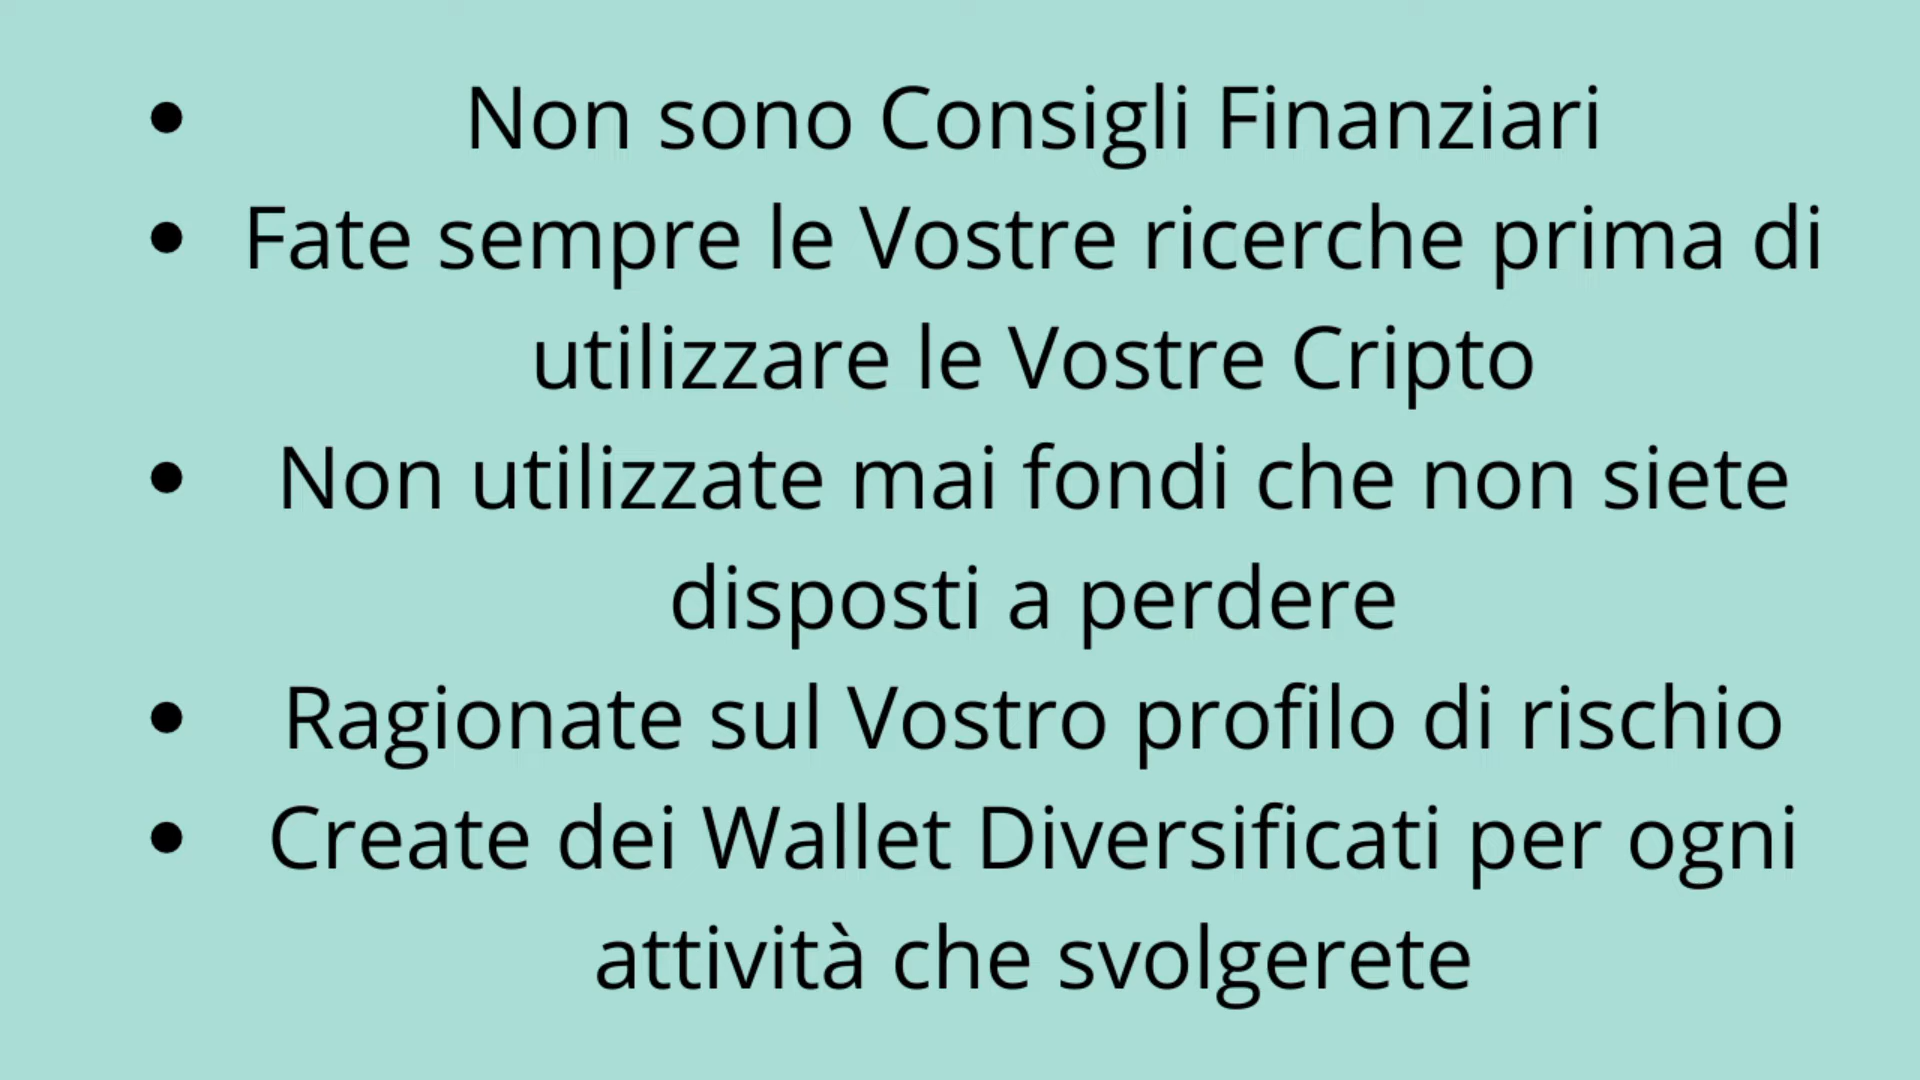 • Non sono Consigli Finanziari
• Fate sempre le Vostre ricerche prima di
utilizzare le Vostre Cripto
• Non utilizzate mai fondi che non siete
disposti a perdere
• Ragionate sul Vostro profilo di rischio
• Create dei Wallet Diversificati per ogni
attività che svolgerete